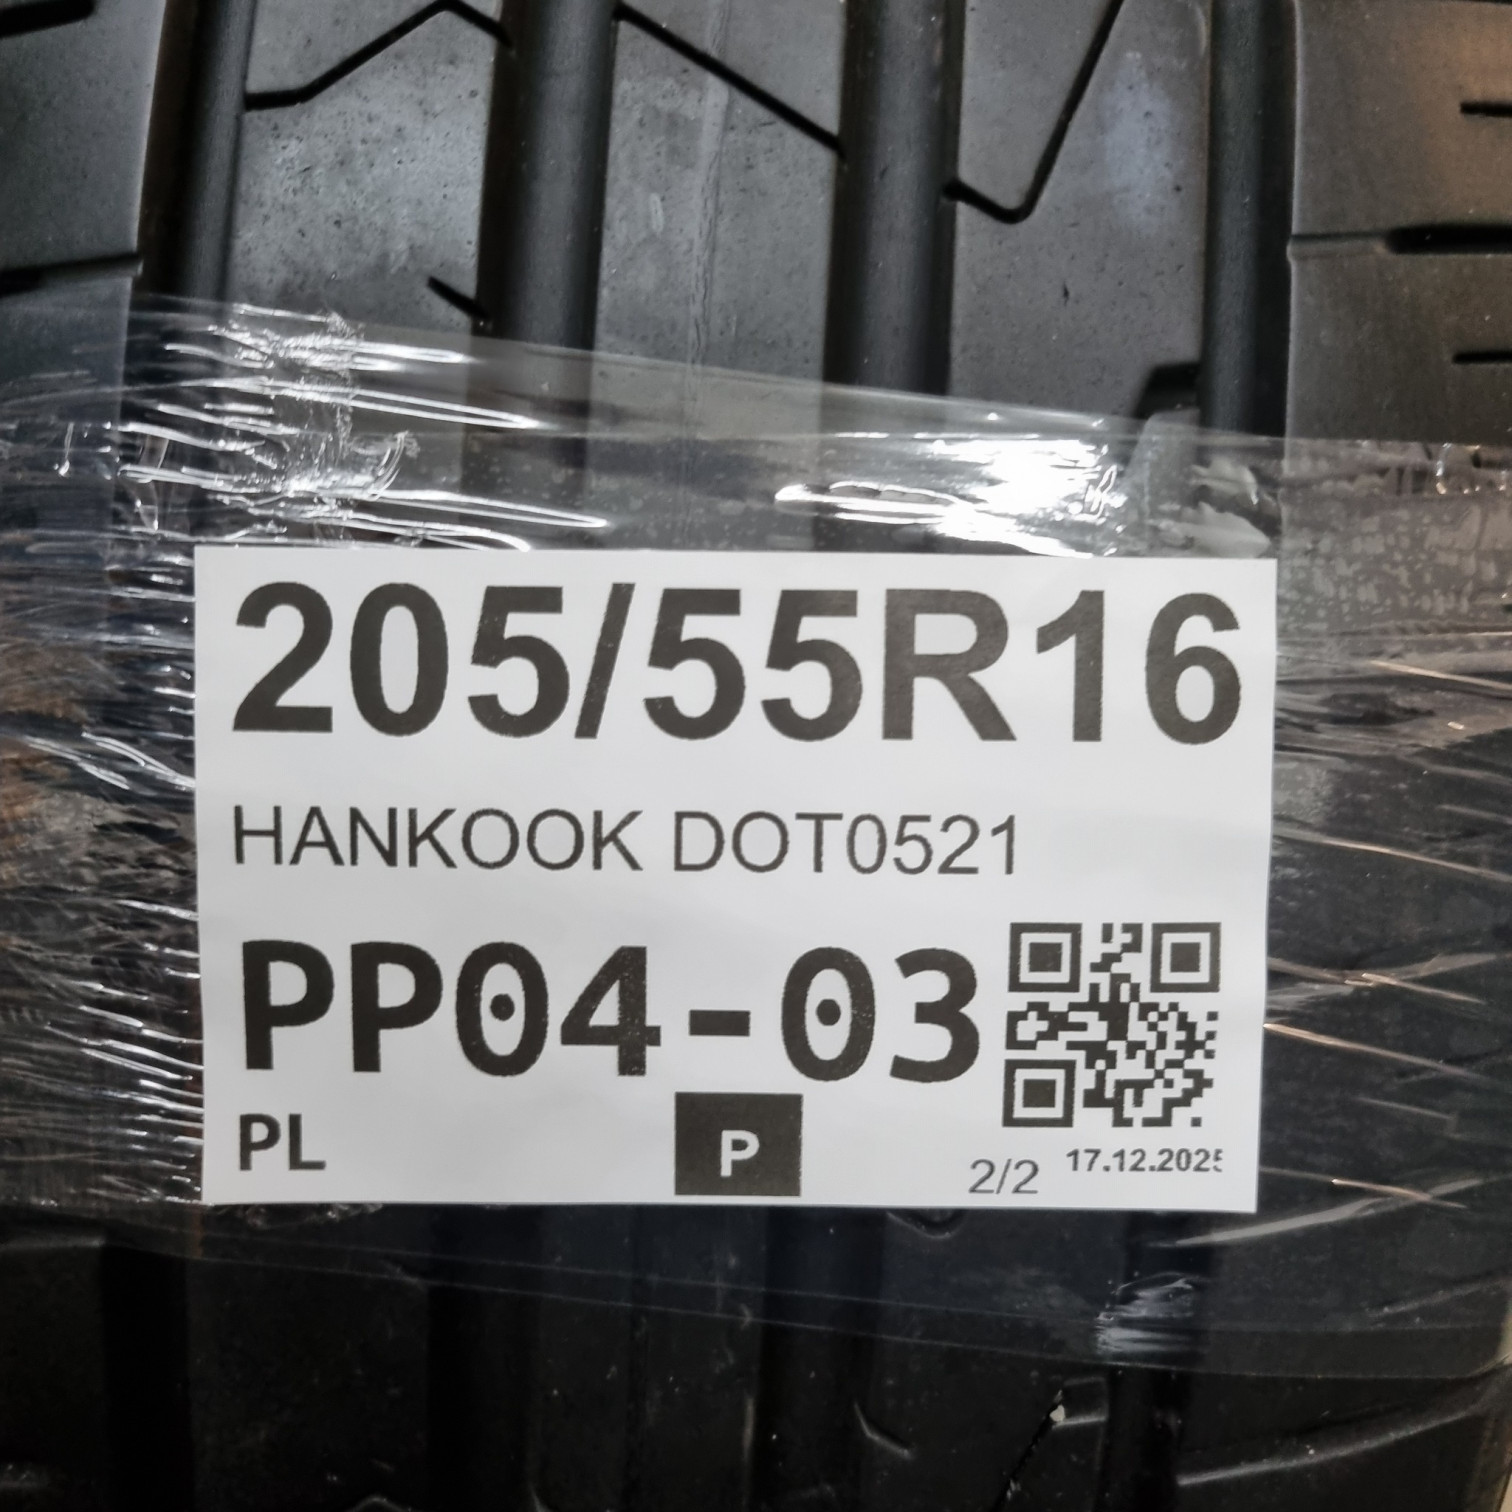 205/55R16
HANKOOK DOT0521
PP04-03
PL
P
2/2
17.12.2025